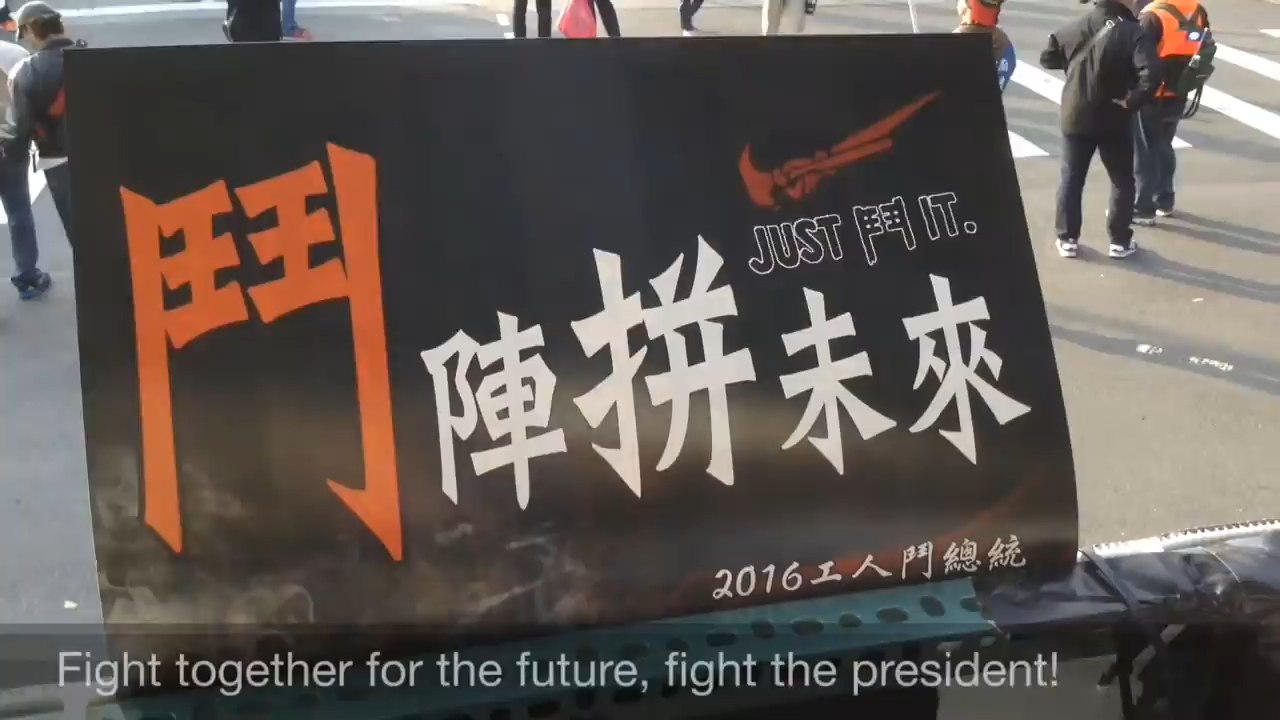 JUST 鬥 IT.
鬥陣拼未來
2016工人鬥總統
Fight together for the future, fight the president!